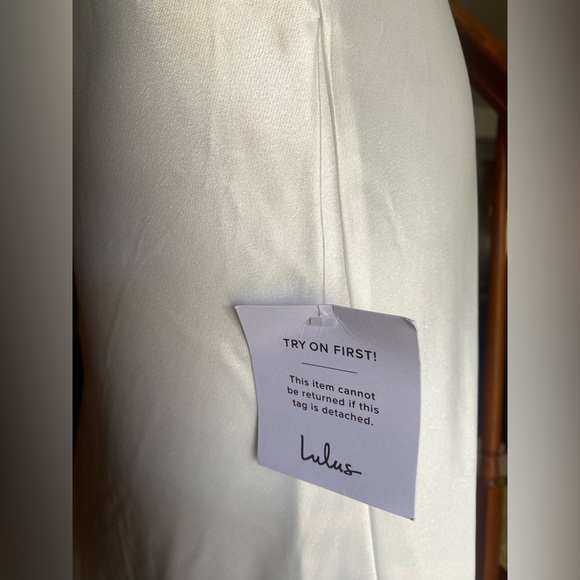 TRY ON FIRST!
This item cannot
be returned if this
tag is detached.
Lulus